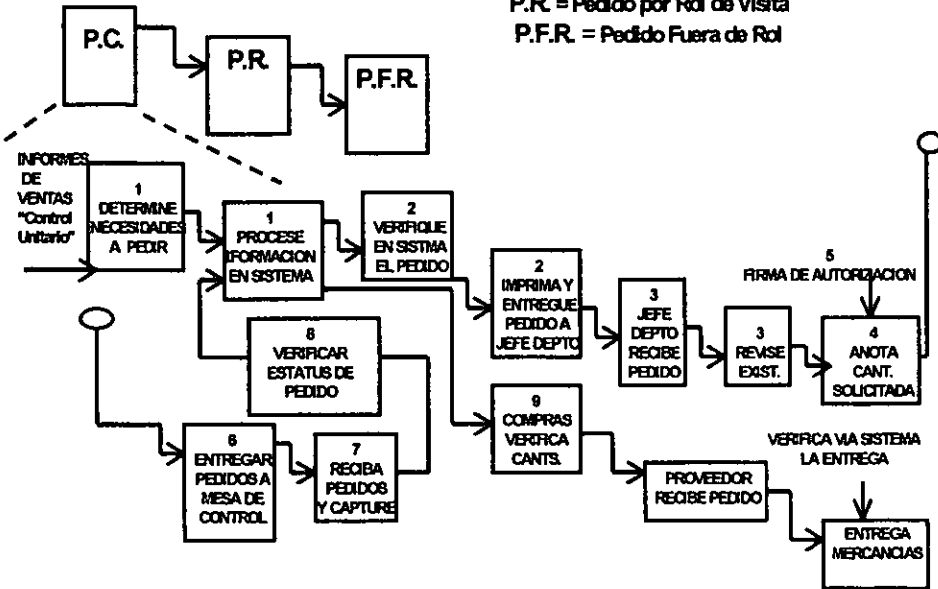 P.R. = Pedido por Rol de Visita
P.F.R. = Pedido Fuera de Rol
P.C.
P.R.
P.F.R.
INFORMES
DE
VENTAS
"Control
Unitario"
1
DETERMINE
NECESIDADES
A PEDIR
1
PROCESE
IFORMACION
EN SISTEMA
2
VERIFIQUE
EN SISTMA
EL PEDIDO
2
IMPRIMA Y
ENTREGUE
PEDIDO A
JEFE DEPTO
3
JEFE
DEPTO
RECIBE
PEDIDO
3
REVISE
EXIST.
5
FIRMA DE AUTORIZACION
4
ANOTA
CANT.
SOLICITADA
8
VERIFICAR
ESTATUS DE
PEDIDO
6
ENTREGAR
PEDIDOS A
MESA DE
CONTROL
7
RECIBA
PEDIDOS
Y CAPTURE
9
COMPRAS
VERIFICA
CANTS.
PROVEEDOR
RECIBE PEDIDO
VERIFICA VIA SISTEMA
LA ENTREGA
ENTREGA
MERCANCIAS